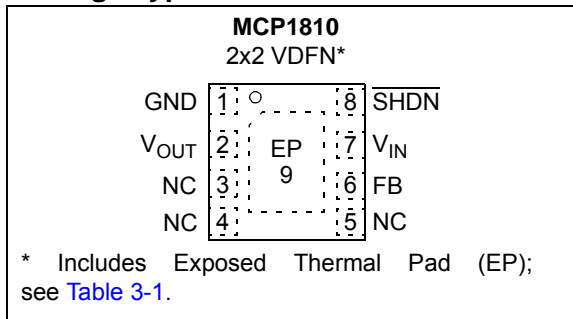 MCP1810
2x2 VDFN*
GND 1 8 SHDN
VOUT 2 EP 7 VIN
NC 3 9 6 FB
NC 4 5 NC
* Includes Exposed Thermal Pad (EP);
see Table 3-1.